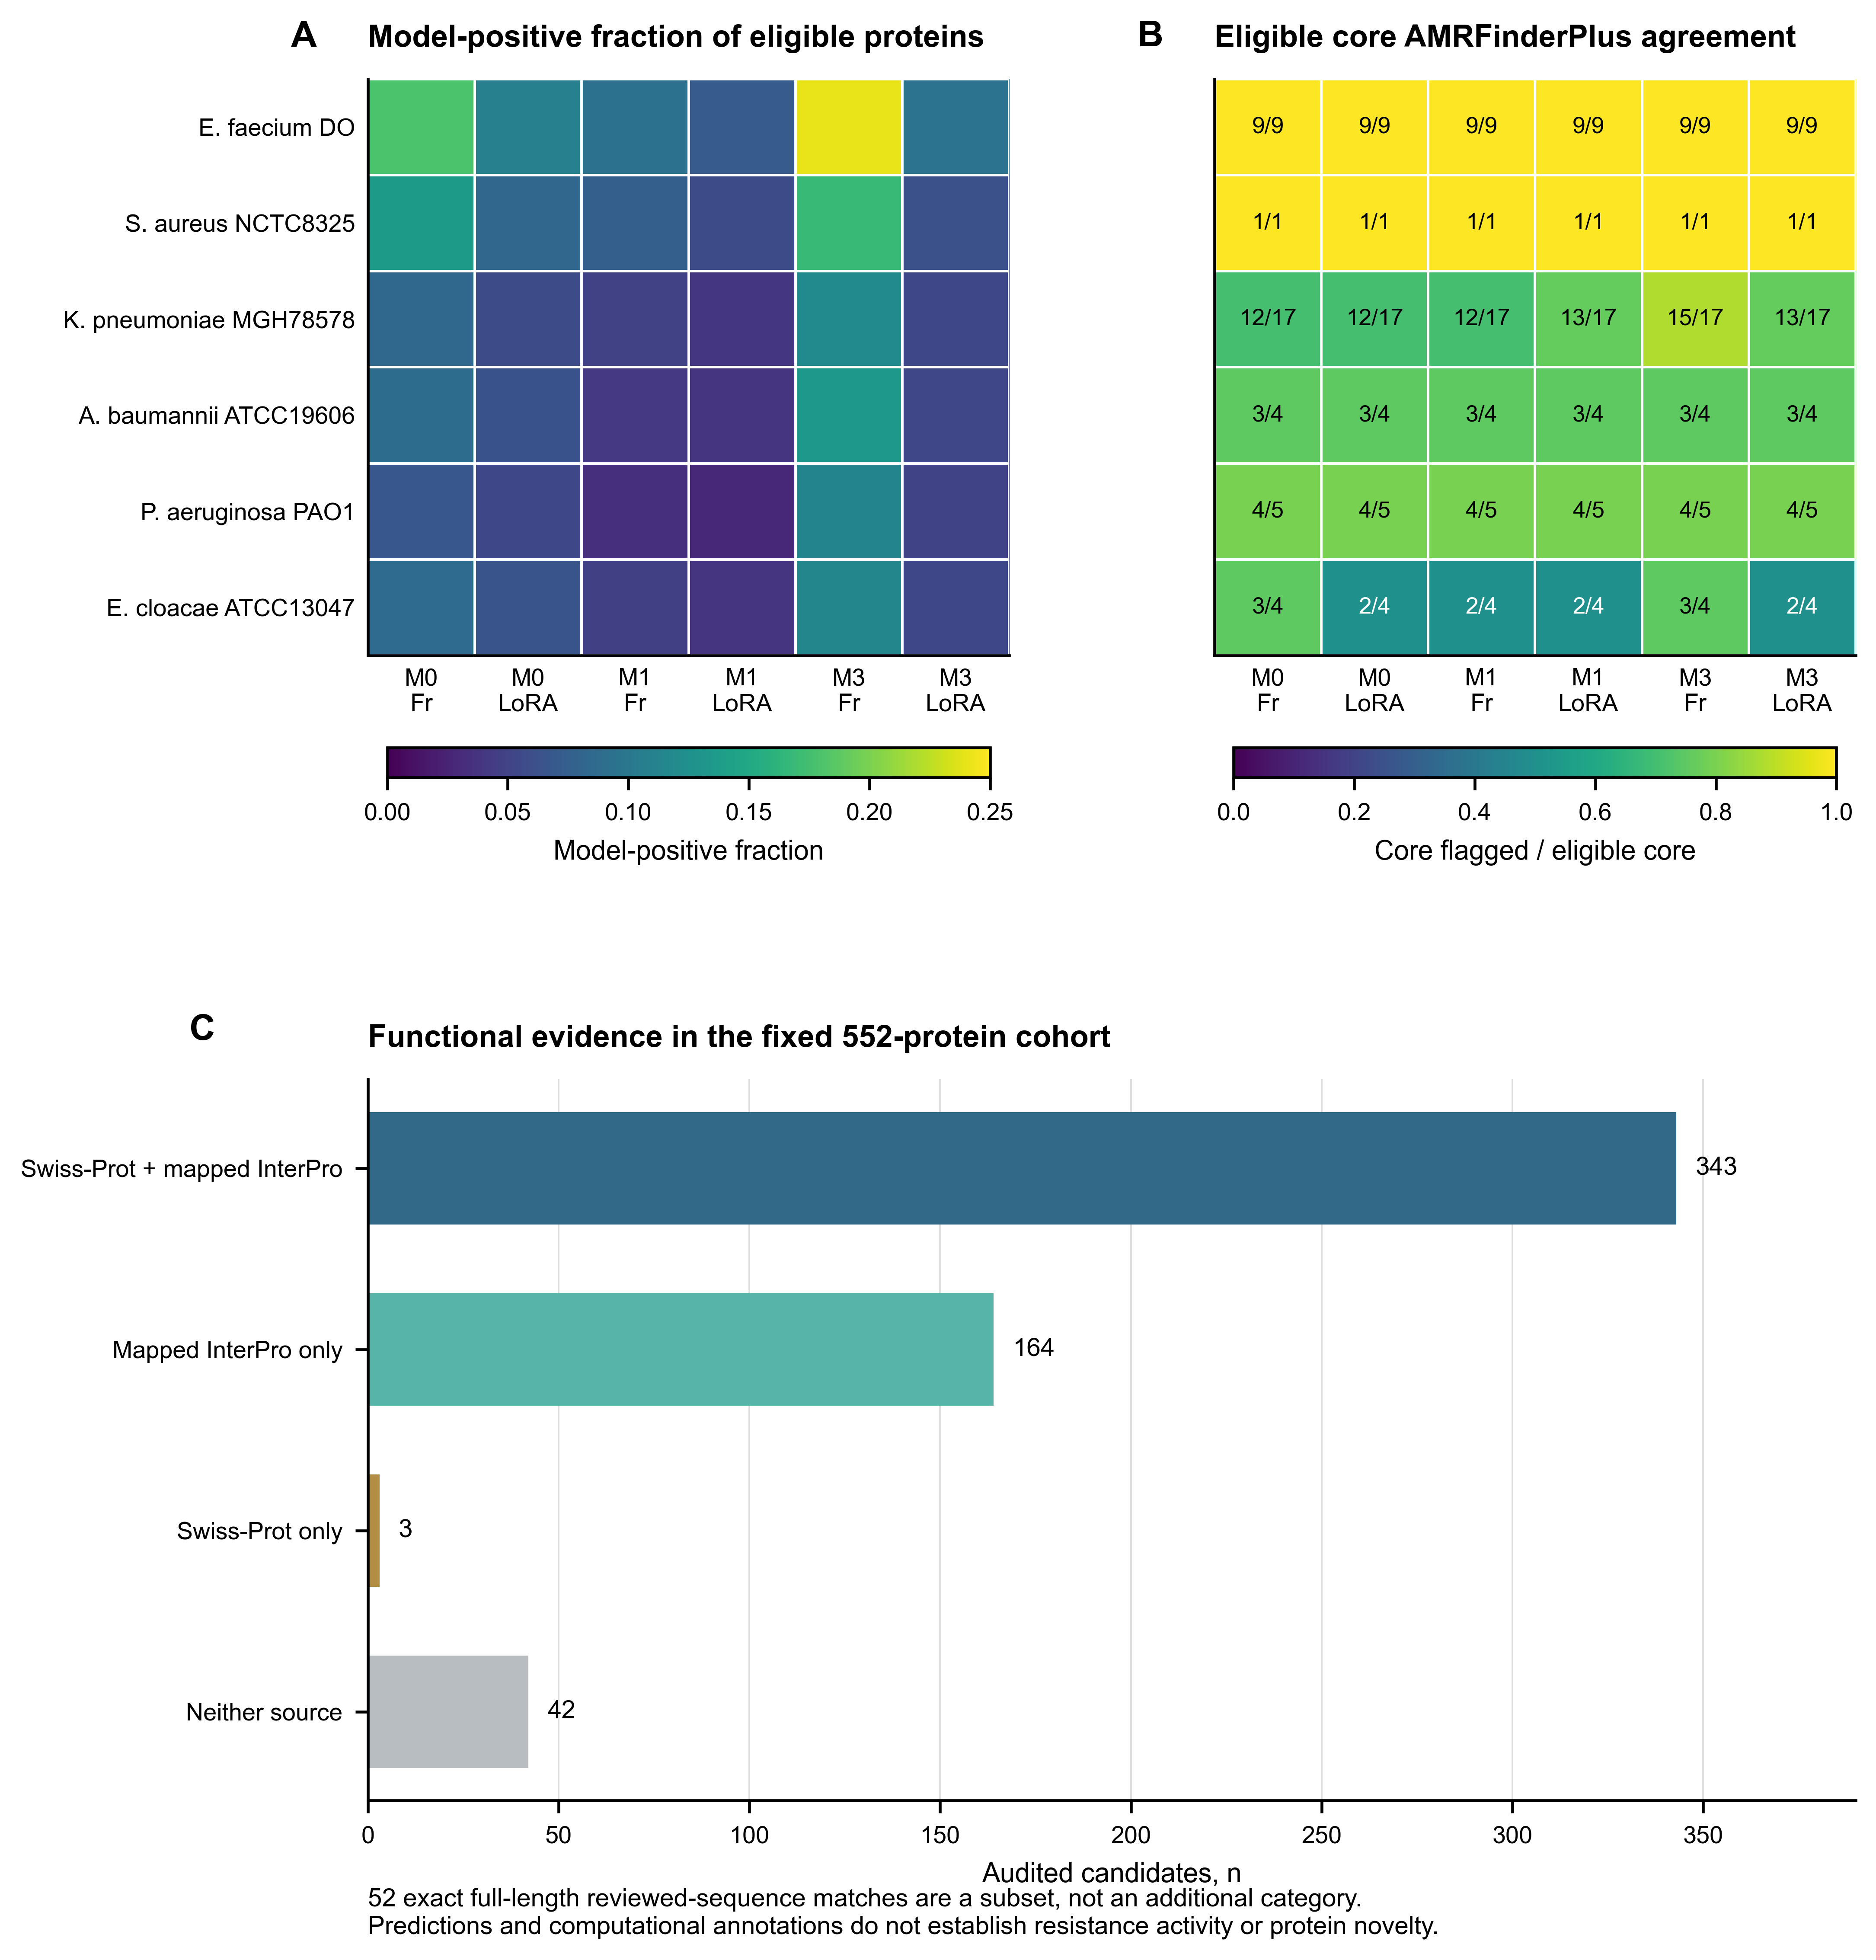 A
Model-positive fraction of eligible proteins
E. faecium DO
S. aureus NCTC8325
K. pneumoniae MGH78578
A. baumannii ATCC19606
P. aeruginosa PAO1
E. cloacae ATCC13047
M0 M0 M1 M1 M3 M3
Fr LoRA Fr LoRA Fr LoRA
0.00 0.05 0.10 0.15 0.20 0.25
Model-positive fraction
B
Eligible core AMRFinderPlus agreement
9/9 9/9 9/9 9/9 9/9 9/9
1/1 1/1 1/1 1/1 1/1 1/1
12/17 12/17 12/17 13/17 15/17 13/17
3/4 3/4 3/4 3/4 3/4 3/4
4/5 4/5 4/5 4/5 4/5 4/5
3/4 2/4 2/4 2/4 3/4 2/4
M0 M0 M1 M1 M3 M3
Fr LoRA Fr LoRA Fr LoRA
0.0 0.2 0.4 0.6 0.8 1.0
Core flagged / eligible core
C
Functional evidence in the fixed 552-protein cohort
Swiss-Prot + mapped InterPro 343
Mapped InterPro only 164
Swiss-Prot only 3
Neither source 42
0 50 100 150 200 250 300 350
Audited candidates, n
52 exact full-length reviewed-sequence matches are a subset, not an additional category.
Predictions and computational annotations do not establish resistance activity or protein novelty.